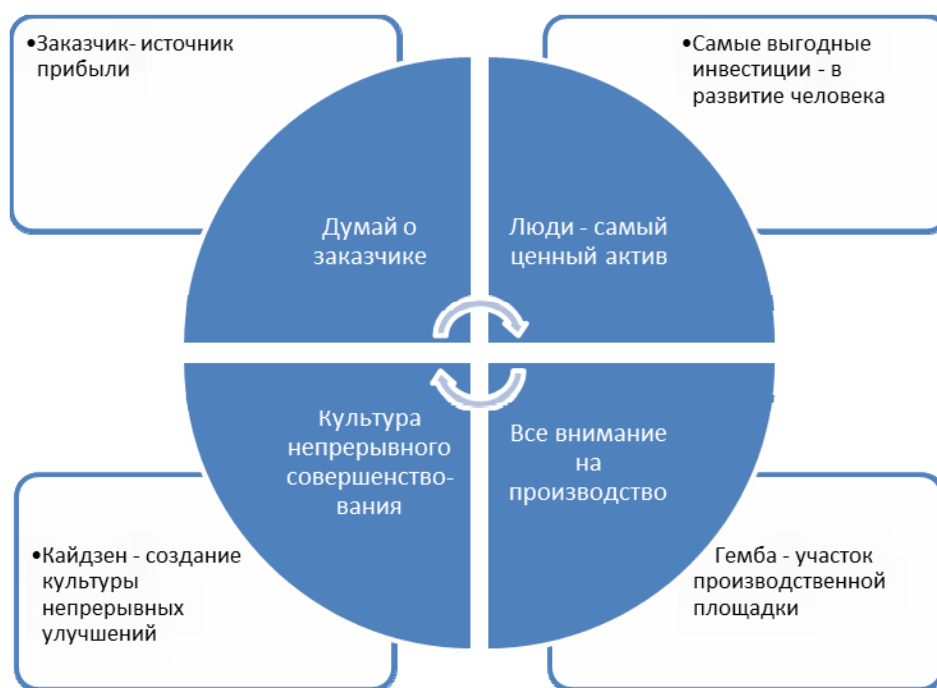 •Заказчик- источник
прибыли
•Самые выгодные
инвестиции - в
развитие человека
Думай о
заказчике
Люди - самый
ценный актив
Культура
непрерывного
совершенство-
вания
Все внимание
на
производство
•Кайдзен - создание
культуры
непрерывных
улучшений
Гемба - участок
производственной
площадки